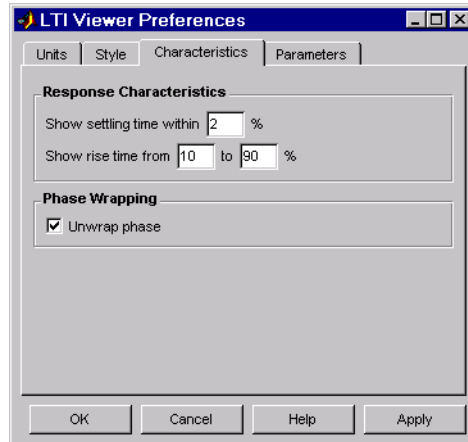 LTI Viewer Preferences
Units Style Characteristics Parameters
Response Characteristics
Show settling time within 2 %
Show rise time from 10 to 90 %
Phase Wrapping
Unwrap phase
OK Cancel Help Apply